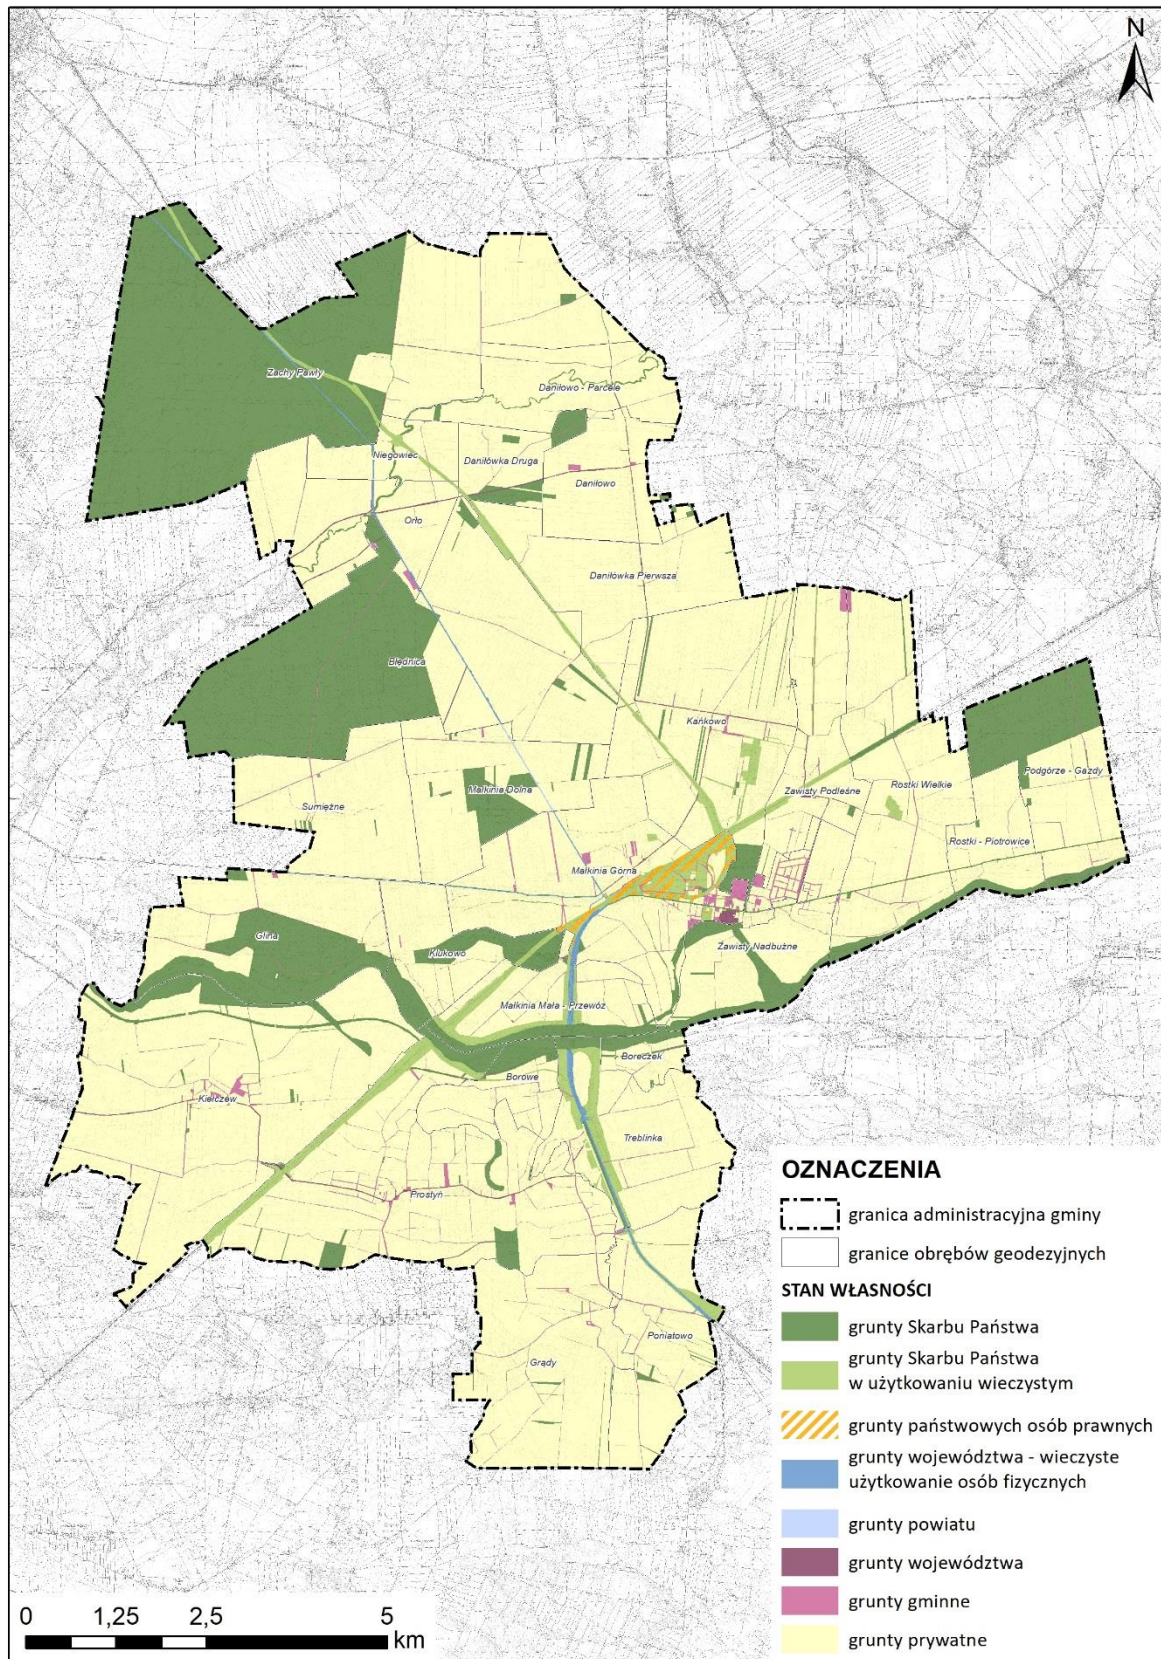 N
Zachy Pawły
Daniłowo - Parcele
Niegowiec
Daniłówka Druga
Daniłowo
Orło
Daniłówka Pierwsza
Błędnica
Kańkowo
Podgórze - Gazdy
Małkinia Dolna
Zawisty Podleśne
Rostki Wielkie
Sumiężne
Rostki - Piotrowice
Małkinia Górna
Glina
Klukowo
Zawisty Nadbużne
Małkinia Mała - Przewóz
Boreczek
Borowe
Kiełczew
Treblinka
Prostyń
Poniatowo
Grądy
OZNACZENIA
granica administracyjna gminy
granice obrębów geodezyjnych
STAN WŁASNOŚCI
grunty Skarbu Państwa
grunty Skarbu Państwa
w użytkowaniu wieczystym
grunty państwowych osób prawnych
grunty województwa - wieczyste
użytkowanie osób fizycznych
grunty powiatu
grunty województwa
grunty gminne
grunty prywatne
0 1,25 2,5 5
km